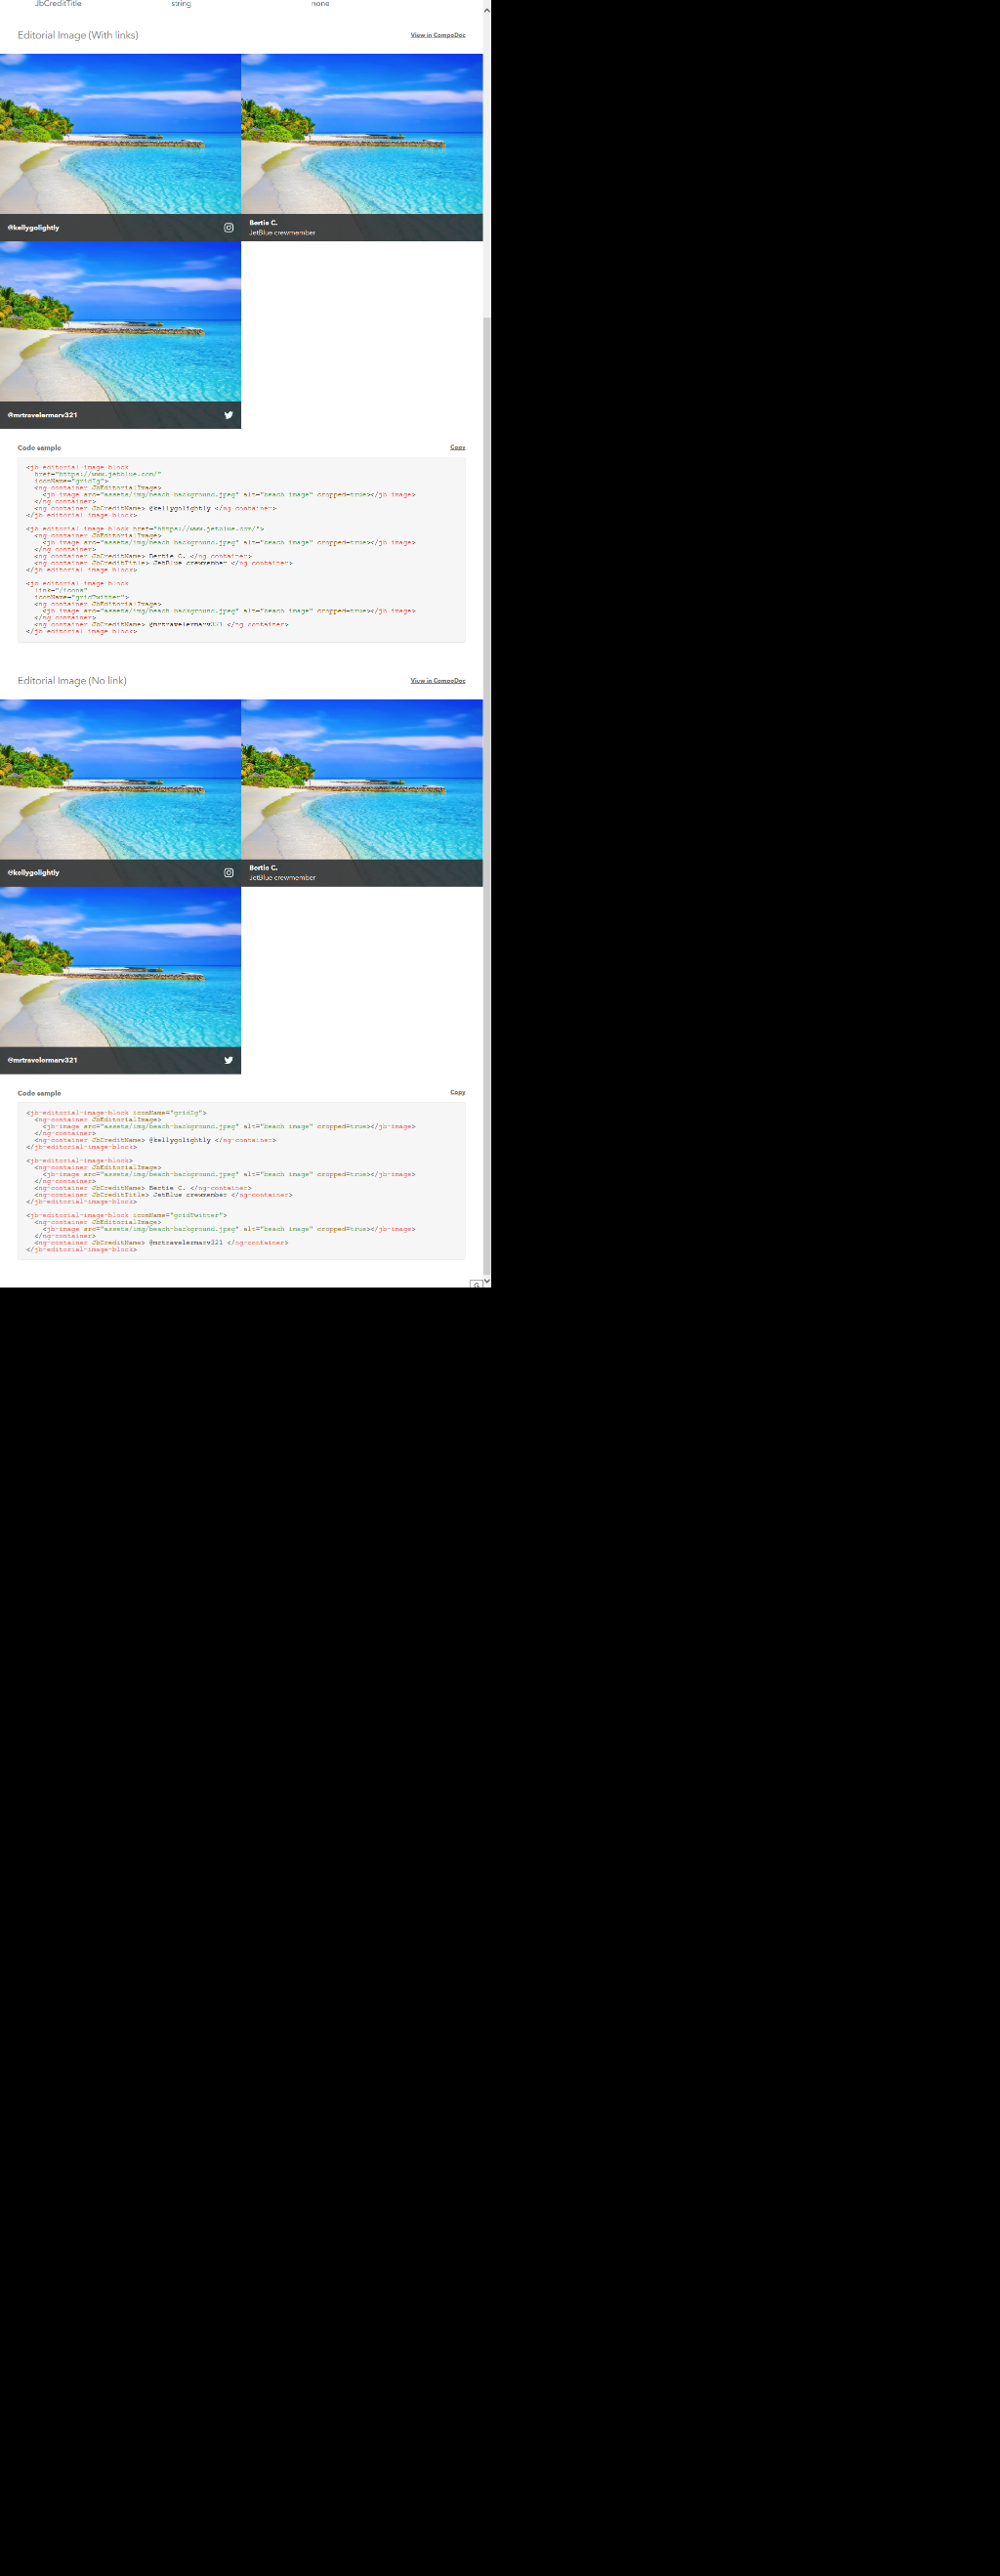 JbCreditTitle string none
Editorial Image (With links) View in CompoDoc
@kellygolightly
Bertie C.
JetBlue crewmember
@mrtravelermarv321
Code sample Copy
<jb-editorial-image-block
href="https://www.jetblue.com/"
iconName="gridIg">
<ng-container JbEditorialImage>
<jb-image src="assets/img/beach-background.jpeg" alt="beach image" cropped=true></jb-image>
</ng-container>
<ng-container JbCreditName> @kellygolightly </ng-container>
</jb-editorial-image-block>
<jb-editorial-image-block href="https://www.jetblue.com/">
<ng-container JbEditorialImage>
<jb-image src="assets/img/beach-background.jpeg" alt="beach image" cropped=true></jb-image>
</ng-container>
<ng-container JbCreditName> Bertie C. </ng-container>
<ng-container JbCreditTitle> JetBlue crewmember </ng-container>
</jb-editorial-image-block>
<jb-editorial-image-block
link="/icons"
iconName="gridTwitter">
<ng-container JbEditorialImage>
<jb-image src="assets/img/beach-background.jpeg" alt="beach image" cropped=true></jb-image>
</ng-container>
<ng-container JbCreditName> @mrtravelermarv321 </ng-container>
</jb-editorial-image-block>
Editorial Image (No link) View in CompoDoc
@kellygolightly
Bertie C.
JetBlue crewmember
@mrtravelermarv321
Code sample Copy
<jb-editorial-image-block iconName="gridIg">
<ng-container JbEditorialImage>
<jb-image src="assets/img/beach-background.jpeg" alt="beach image" cropped=true></jb-image>
</ng-container>
<ng-container JbCreditName> @kellygolightly </ng-container>
</jb-editorial-image-block>
<jb-editorial-image-block>
<ng-container JbEditorialImage>
<jb-image src="assets/img/beach-background.jpeg" alt="beach image" cropped=true></jb-image>
</ng-container>
<ng-container JbCreditName> Bertie C. </ng-container>
<ng-container JbCreditTitle> JetBlue crewmember </ng-container>
</jb-editorial-image-block>
<jb-editorial-image-block iconName="gridTwitter">
<ng-container JbEditorialImage>
<jb-image src="assets/img/beach-background.jpeg" alt="beach image" cropped=true></jb-image>
</ng-container>
<ng-container JbCreditName> @mrtravelermarv321 </ng-container>
</jb-editorial-image-block>